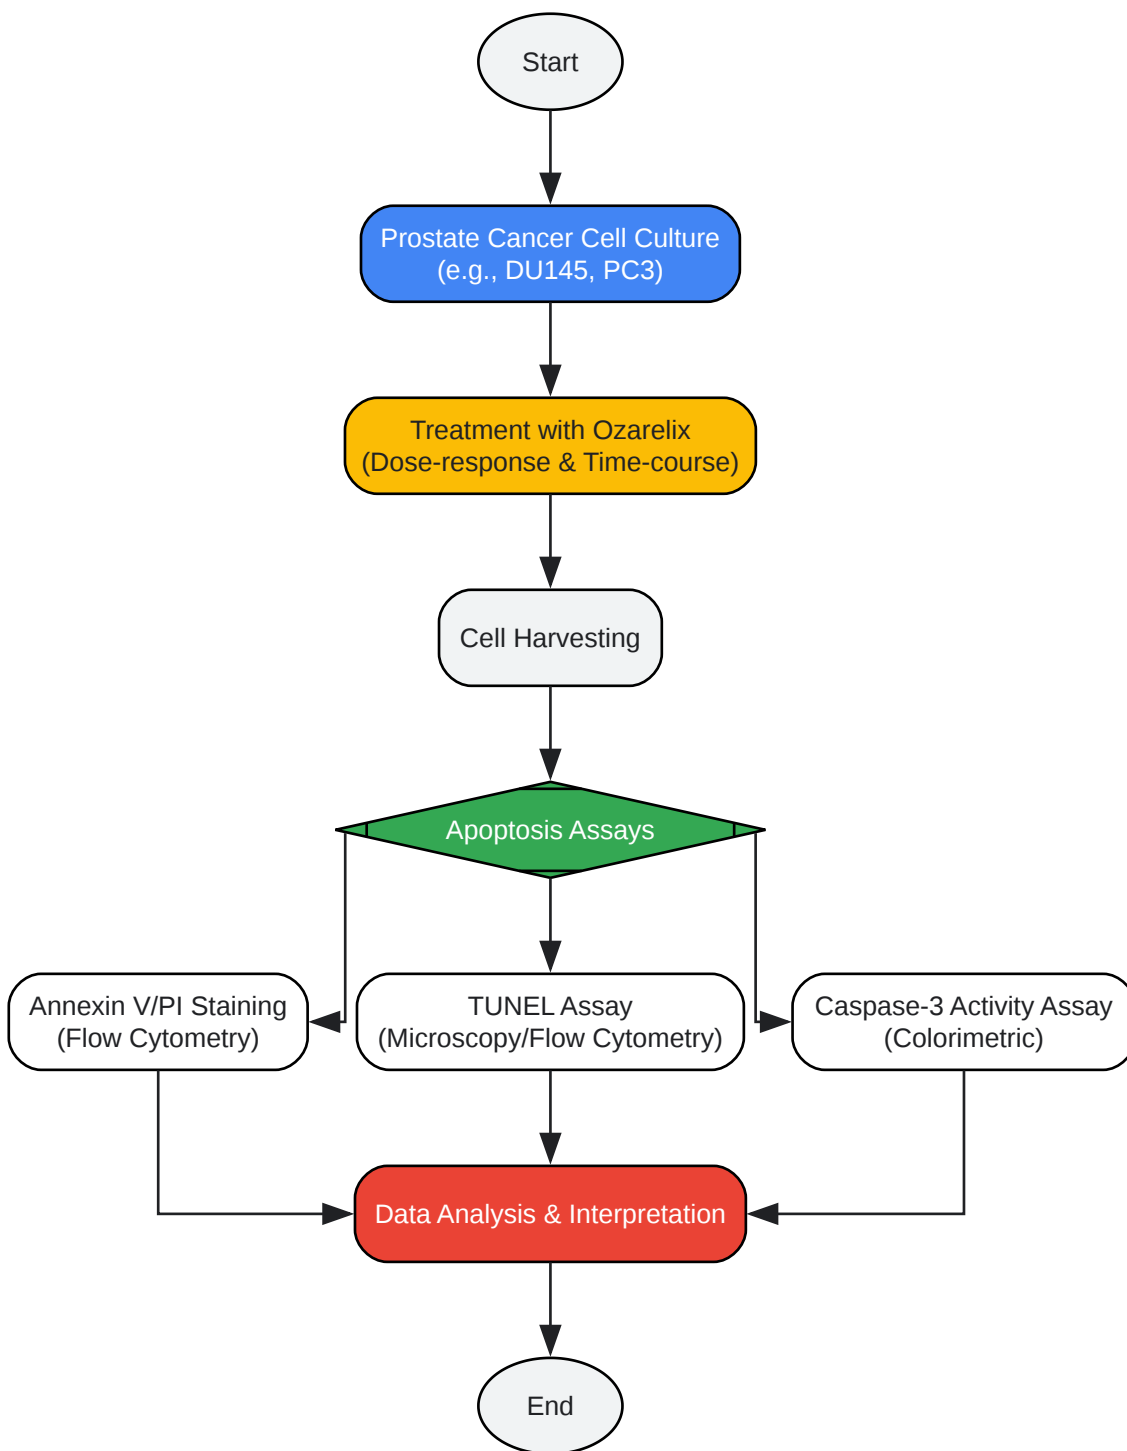 Start
Prostate Cancer Cell Culture
(e.g., DU145, PC3)
Treatment with Ozarelix
(Dose-response & Time-course)
Cell Harvesting
Apoptosis Assays
Annexin V/PI Staining
(Flow Cytometry)
TUNEL Assay
(Microscopy/Flow Cytometry)
Caspase-3 Activity Assay
(Colorimetric)
Data Analysis & Interpretation
End